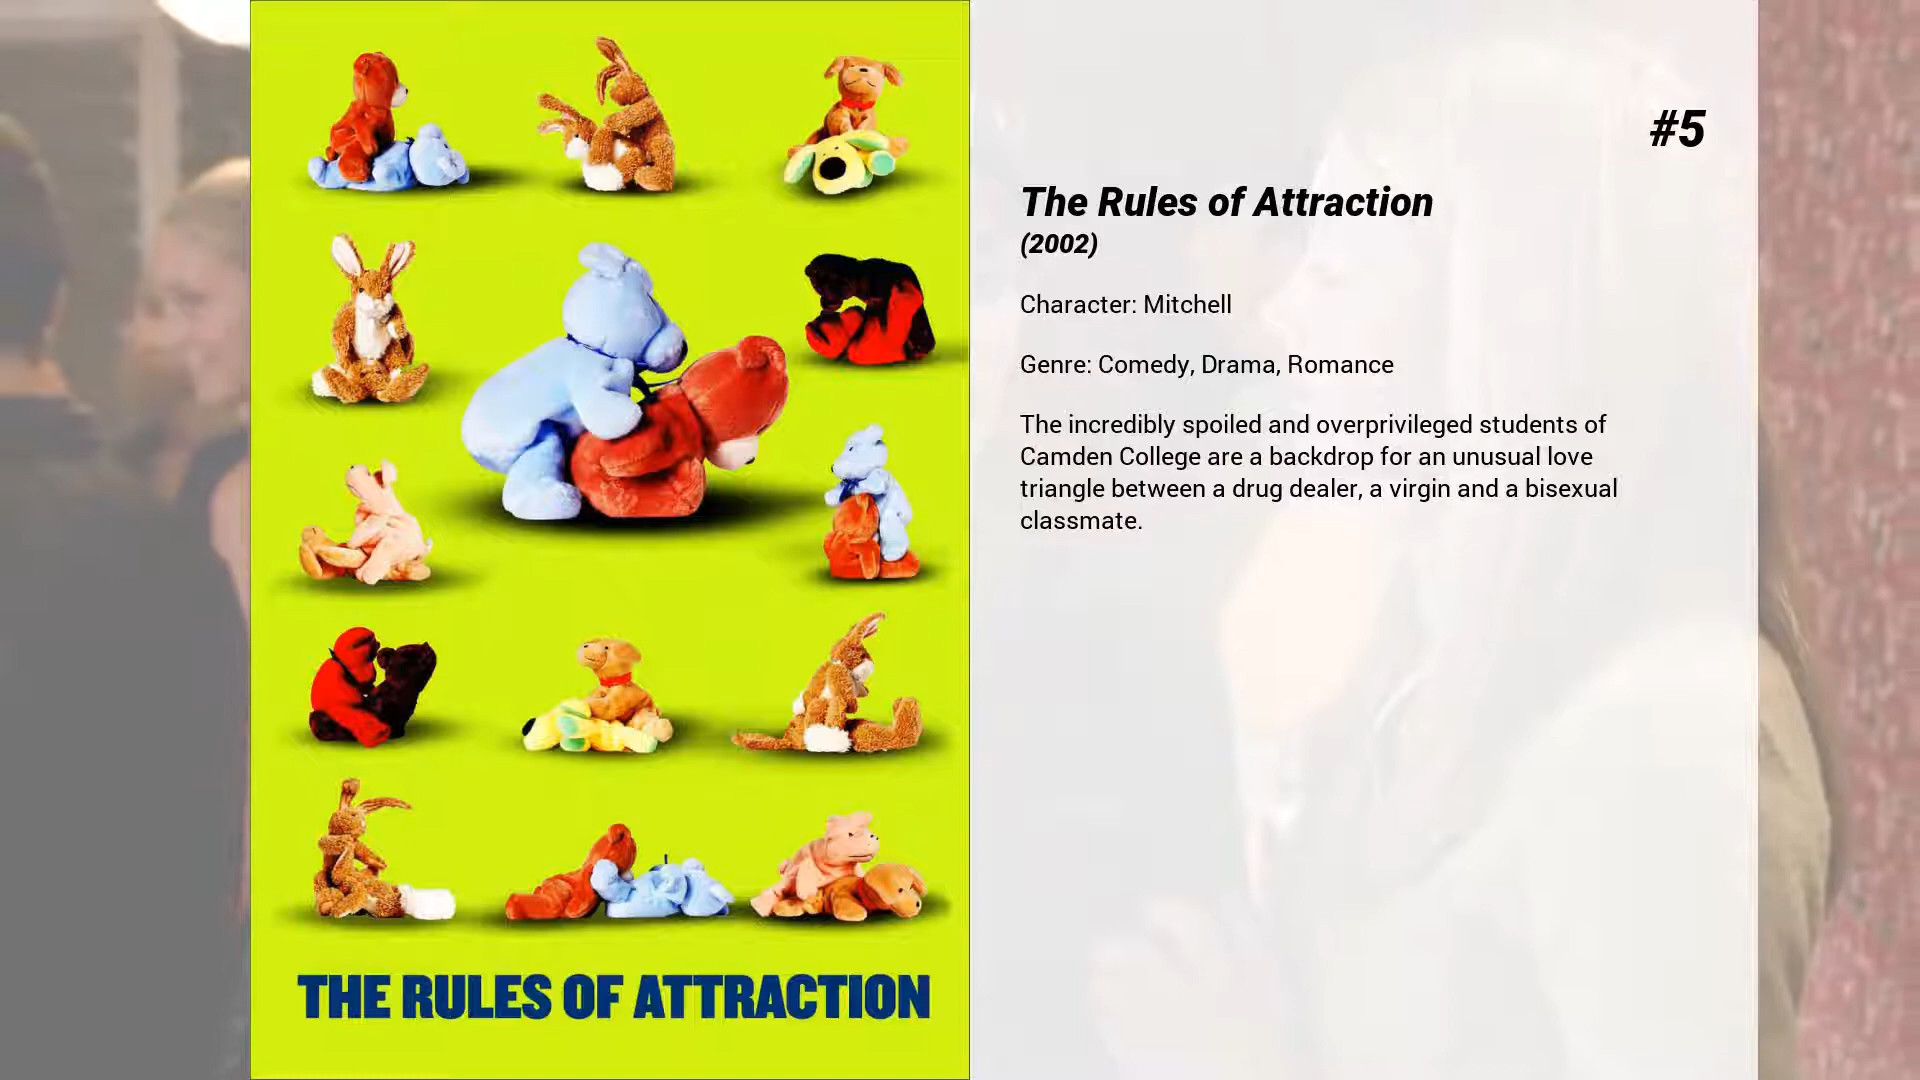 #5
The Rules of Attraction
(2002)
Character: Mitchell
Genre: Comedy, Drama, Romance
The incredibly spoiled and overprivileged students of
Camden College are a backdrop for an unusual love
triangle between a drug dealer, a virgin and a bisexual
classmate.
THE RULES OF ATTRACTION